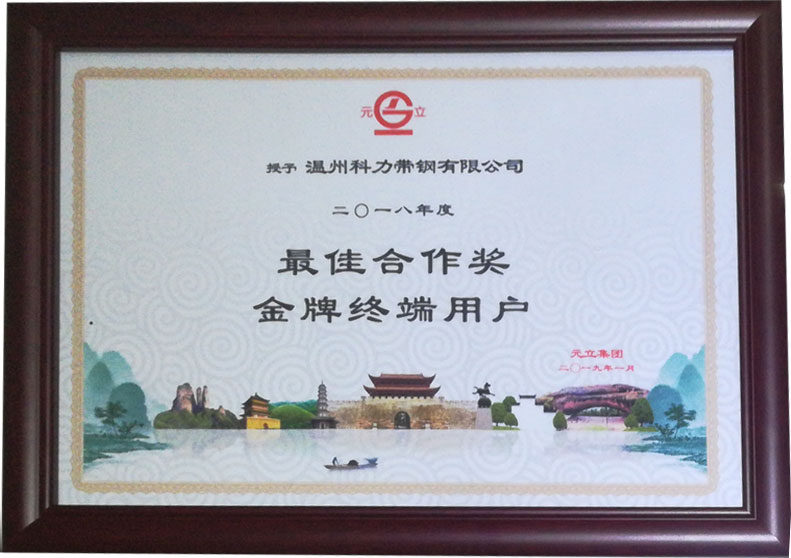 元 立
授予 温州科力带钢有限公司
二〇一八年度
最佳合作奖
金牌终端用户
元立集团
二〇一九年一月